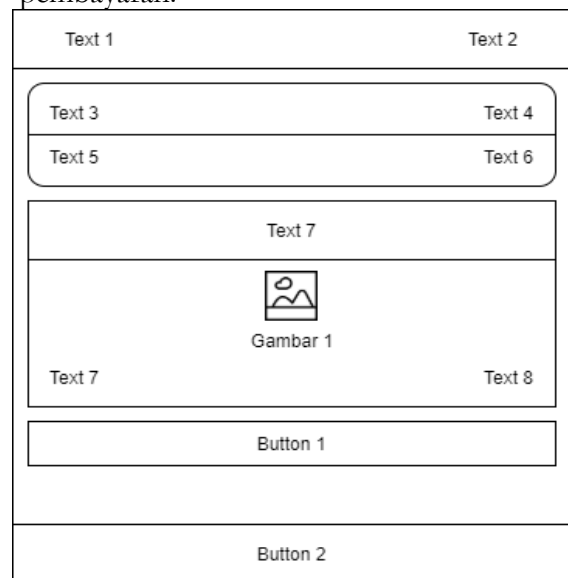 pembayaran.
Text 1 Text 2
Text 3 Text 4
Text 5 Text 6
Text 7
Gambar 1
Text 7 Text 8
Button 1
Button 2